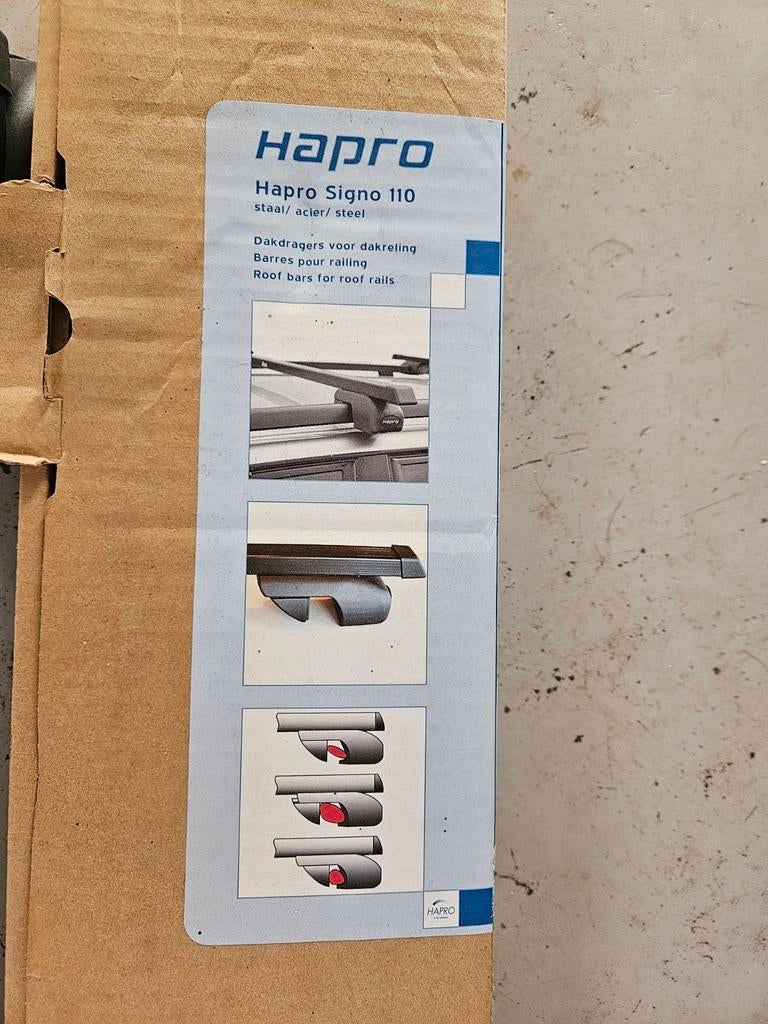 Hapro
Hapro Signo 110
staal/ acier/ steel
Dakdragers voor dakreling
Barres pour railing
Roof bars for roof rails
Hapro
HAPRO